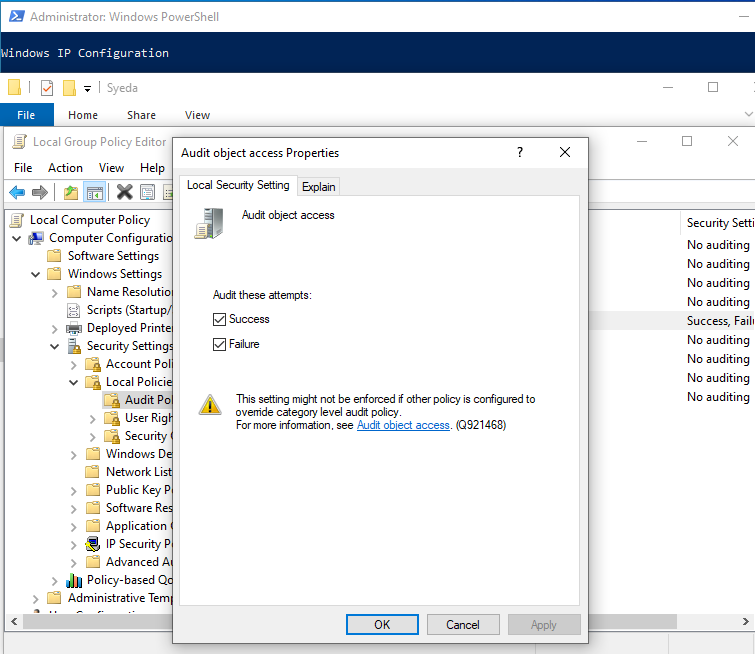 Administrator: Windows PowerShell
Windows IP Configuration
Syeda
File Home Share View
Local Group Policy Editor
File Action View Help
Audit object access Properties
? 
Local Security Setting Explain
Audit object access
Audit these attempts:
Success
Failure
This setting might not be enforced if other policy is configured to
override category level audit policy.
For more information, see Audit object access. (Q921468)
OK Cancel Apply
Local Computer Policy
Computer Configuratio
Software Settings
Windows Settings
Name Resolutio
Scripts (Startup/
Deployed Printe
Security Settings
Account Poli
Local Policie
Audit Po
User Righ
Security O
Windows De
Network List
Public Key P
Software Res
Application C
IP Security P
Advanced Au
Policy-based Qo
Administrative Temp
Security Setti
No auditing
No auditing
No auditing
No auditing
Success, Failu
No auditing
No auditing
No auditing
No auditing